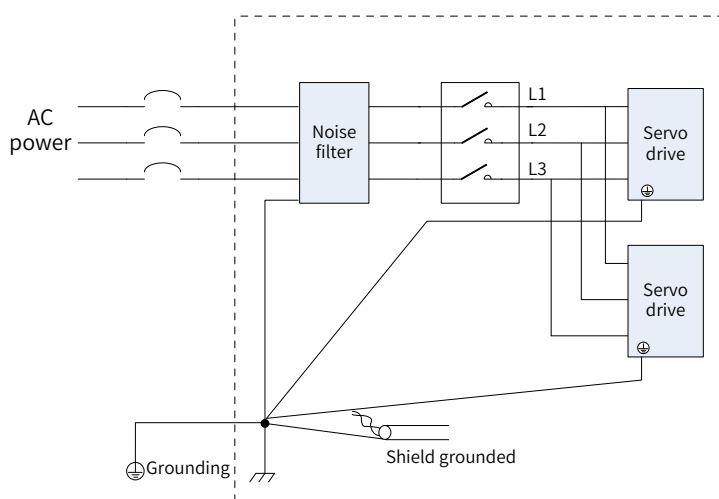 AC
power
Noise
filter
L1
L2
L3
Servo
drive
Servo
drive
Grounding
Shield grounded